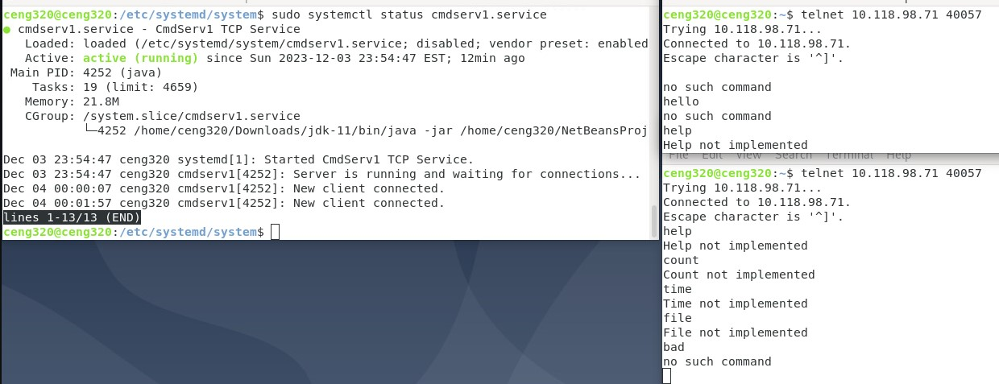 ceng320@ceng320:/etc/systemd/system$ sudo systemctl status cmdserv1.service
● cmdserv1.service - CmdServ1 TCP Service
   Loaded: loaded (/etc/systemd/system/cmdserv1.service; disabled; vendor preset: enabled
   Active: active (running) since Sun 2023-12-03 23:54:47 EST; 12min ago
 Main PID: 4252 (java)
    Tasks: 19 (limit: 4659)
   Memory: 21.8M
   CGroup: /system.slice/cmdserv1.service
           └─4252 /home/ceng320/Downloads/jdk-11/bin/java -jar /home/ceng320/NetBeansProj
Dec 03 23:54:47 ceng320 systemd[1]: Started CmdServ1 TCP Service.
Dec 03 23:54:47 ceng320 cmdserv1[4252]: Server is running and waiting for connections...
Dec 04 00:00:07 ceng320 cmdserv1[4252]: New client connected.
Dec 04 00:01:57 ceng320 cmdserv1[4252]: New client connected.
lines 1-13/13 (END)
ceng320@ceng320:/etc/systemd/system$
ceng320@ceng320:~$ telnet 10.118.98.71 40057
Trying 10.118.98.71...
Connected to 10.118.98.71.
Escape character is '^]'.
no such command
hello
no such command
help
Help not implemented
File Edit View Search Terminal Help
ceng320@ceng320:~$ telnet 10.118.98.71 40057
Trying 10.118.98.71...
Connected to 10.118.98.71.
Escape character is '^]'.
help
Help not implemented
count
Count not implemented
time
Time not implemented
file
File not implemented
bad
no such command